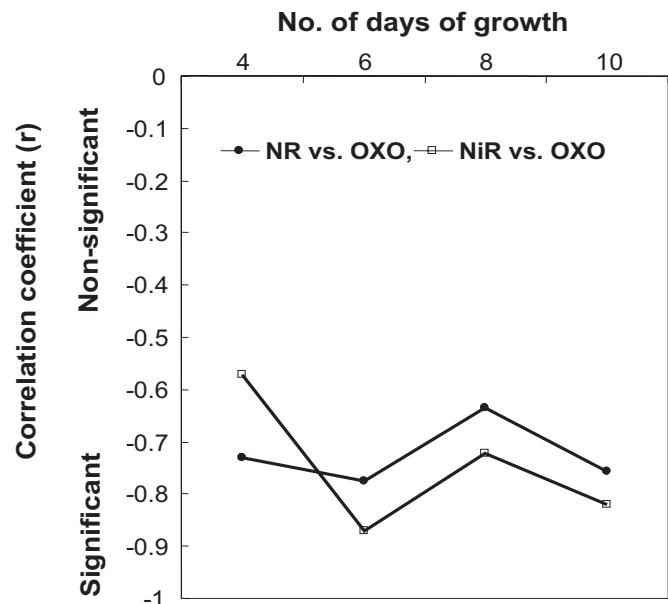 No. of days of growth
4 6 8 10
0
-0.1
-0.2
-0.3
-0.4
-0.5
-0.6
-0.7
-0.8
-0.9
-1
NR vs. OXO, NiR vs. OXO
Correlation coefficient (r)
Non-significant
Significant